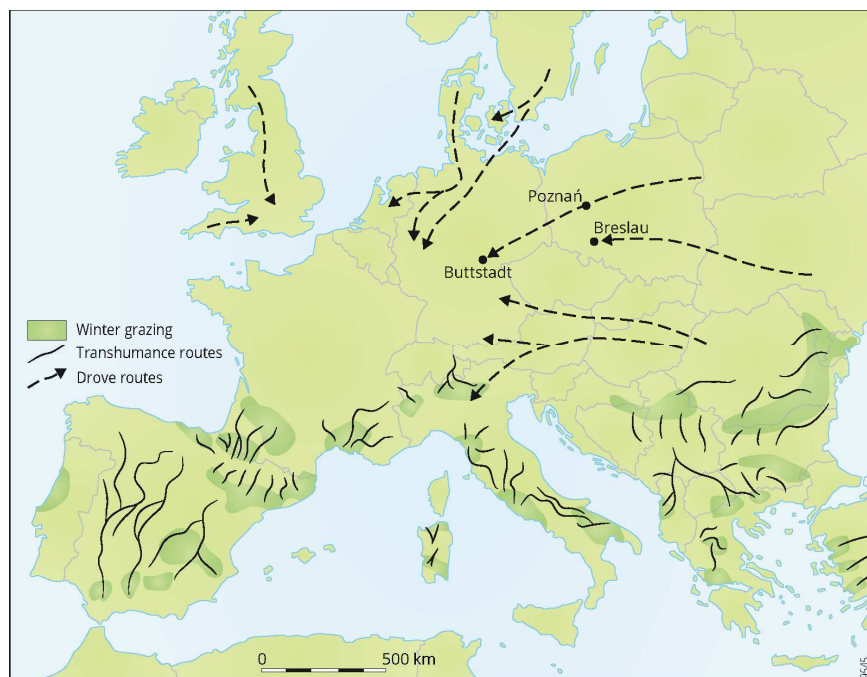 Poznań
Breslau
Buttstadt
Winter grazing
Transhumance routes
Drove routes
0 500 km